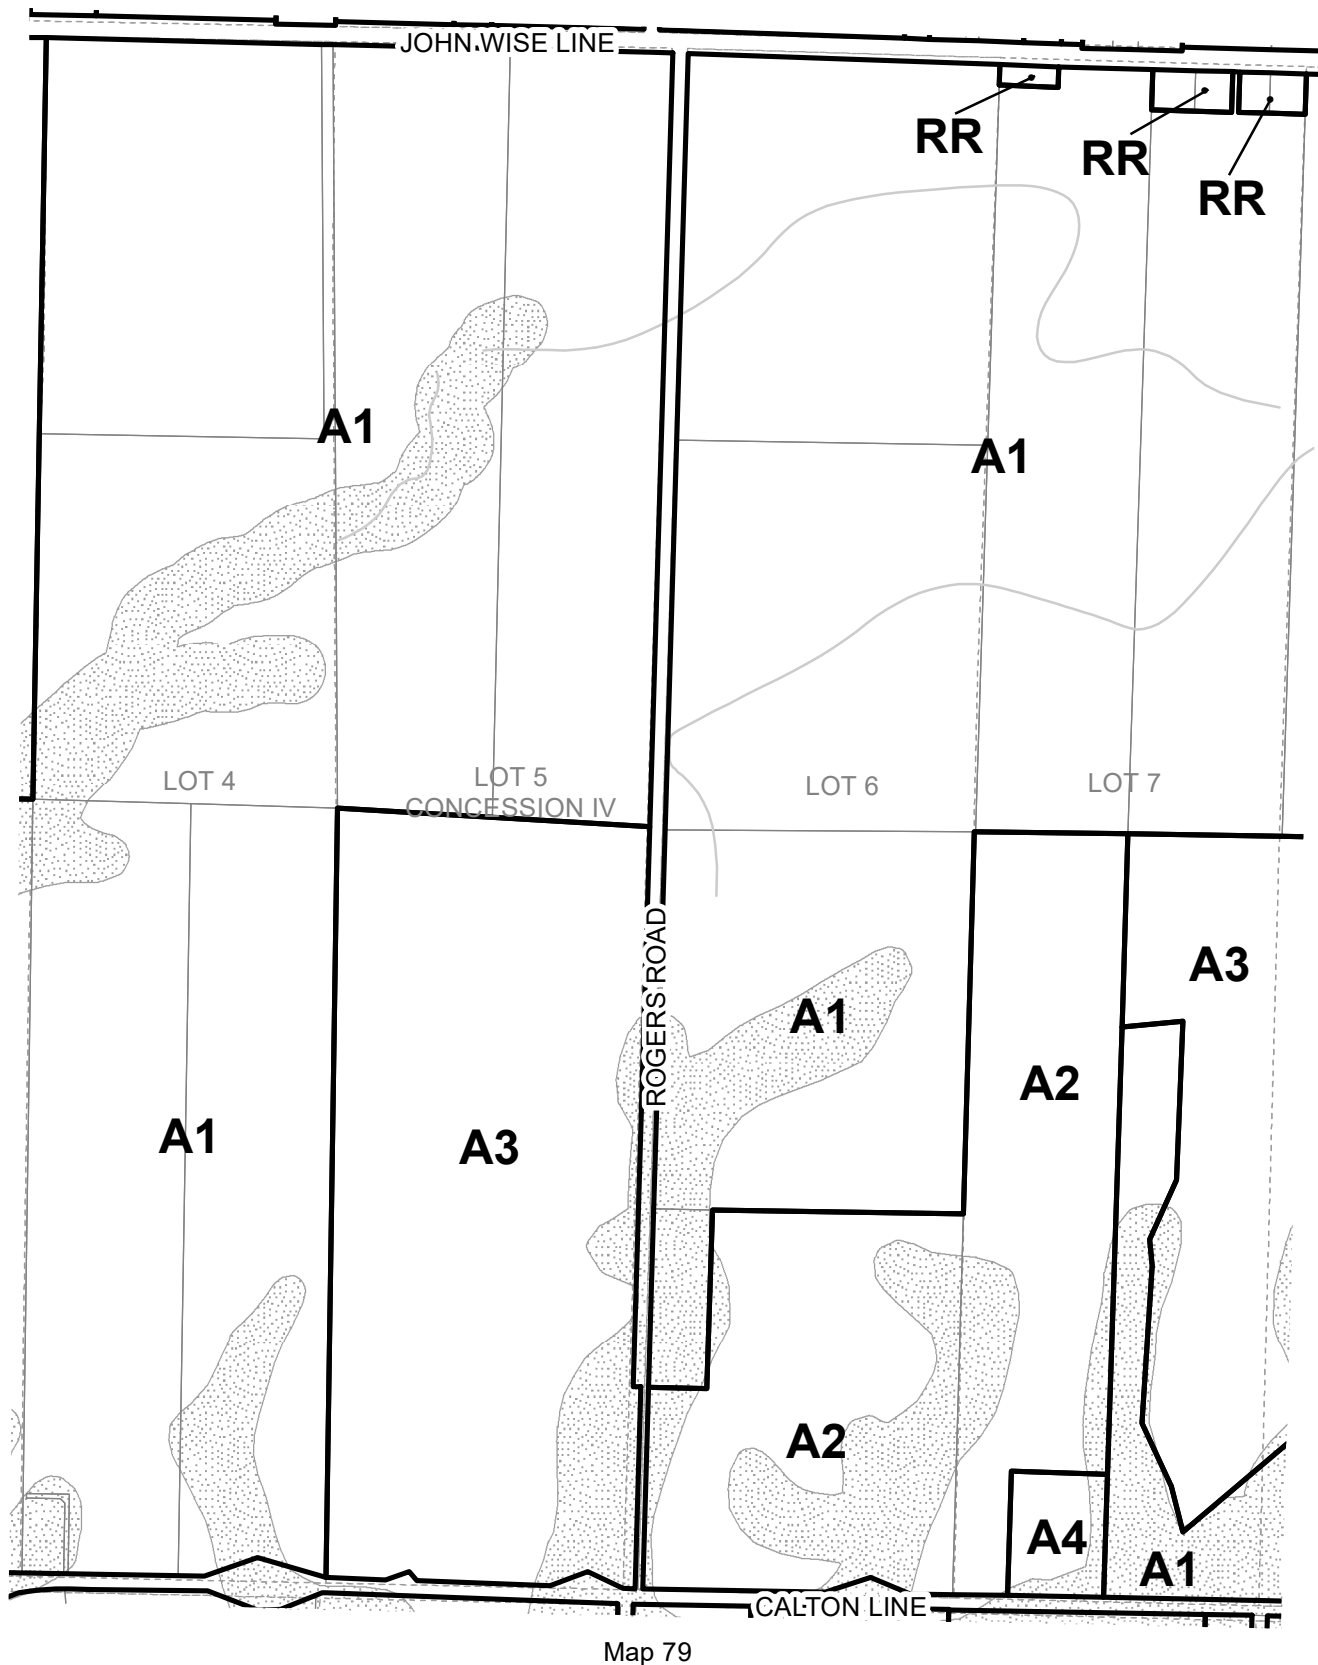 JOHN WISE LINE
RR
RR
RR
A1
A1
LOT 4
LOT 5
CONCESSION IV
LOT 6
LOT 7
ROGERS ROAD
A3
A1
A2
A1
A3
A2
A4
A1
CALTON LINE
Map 79